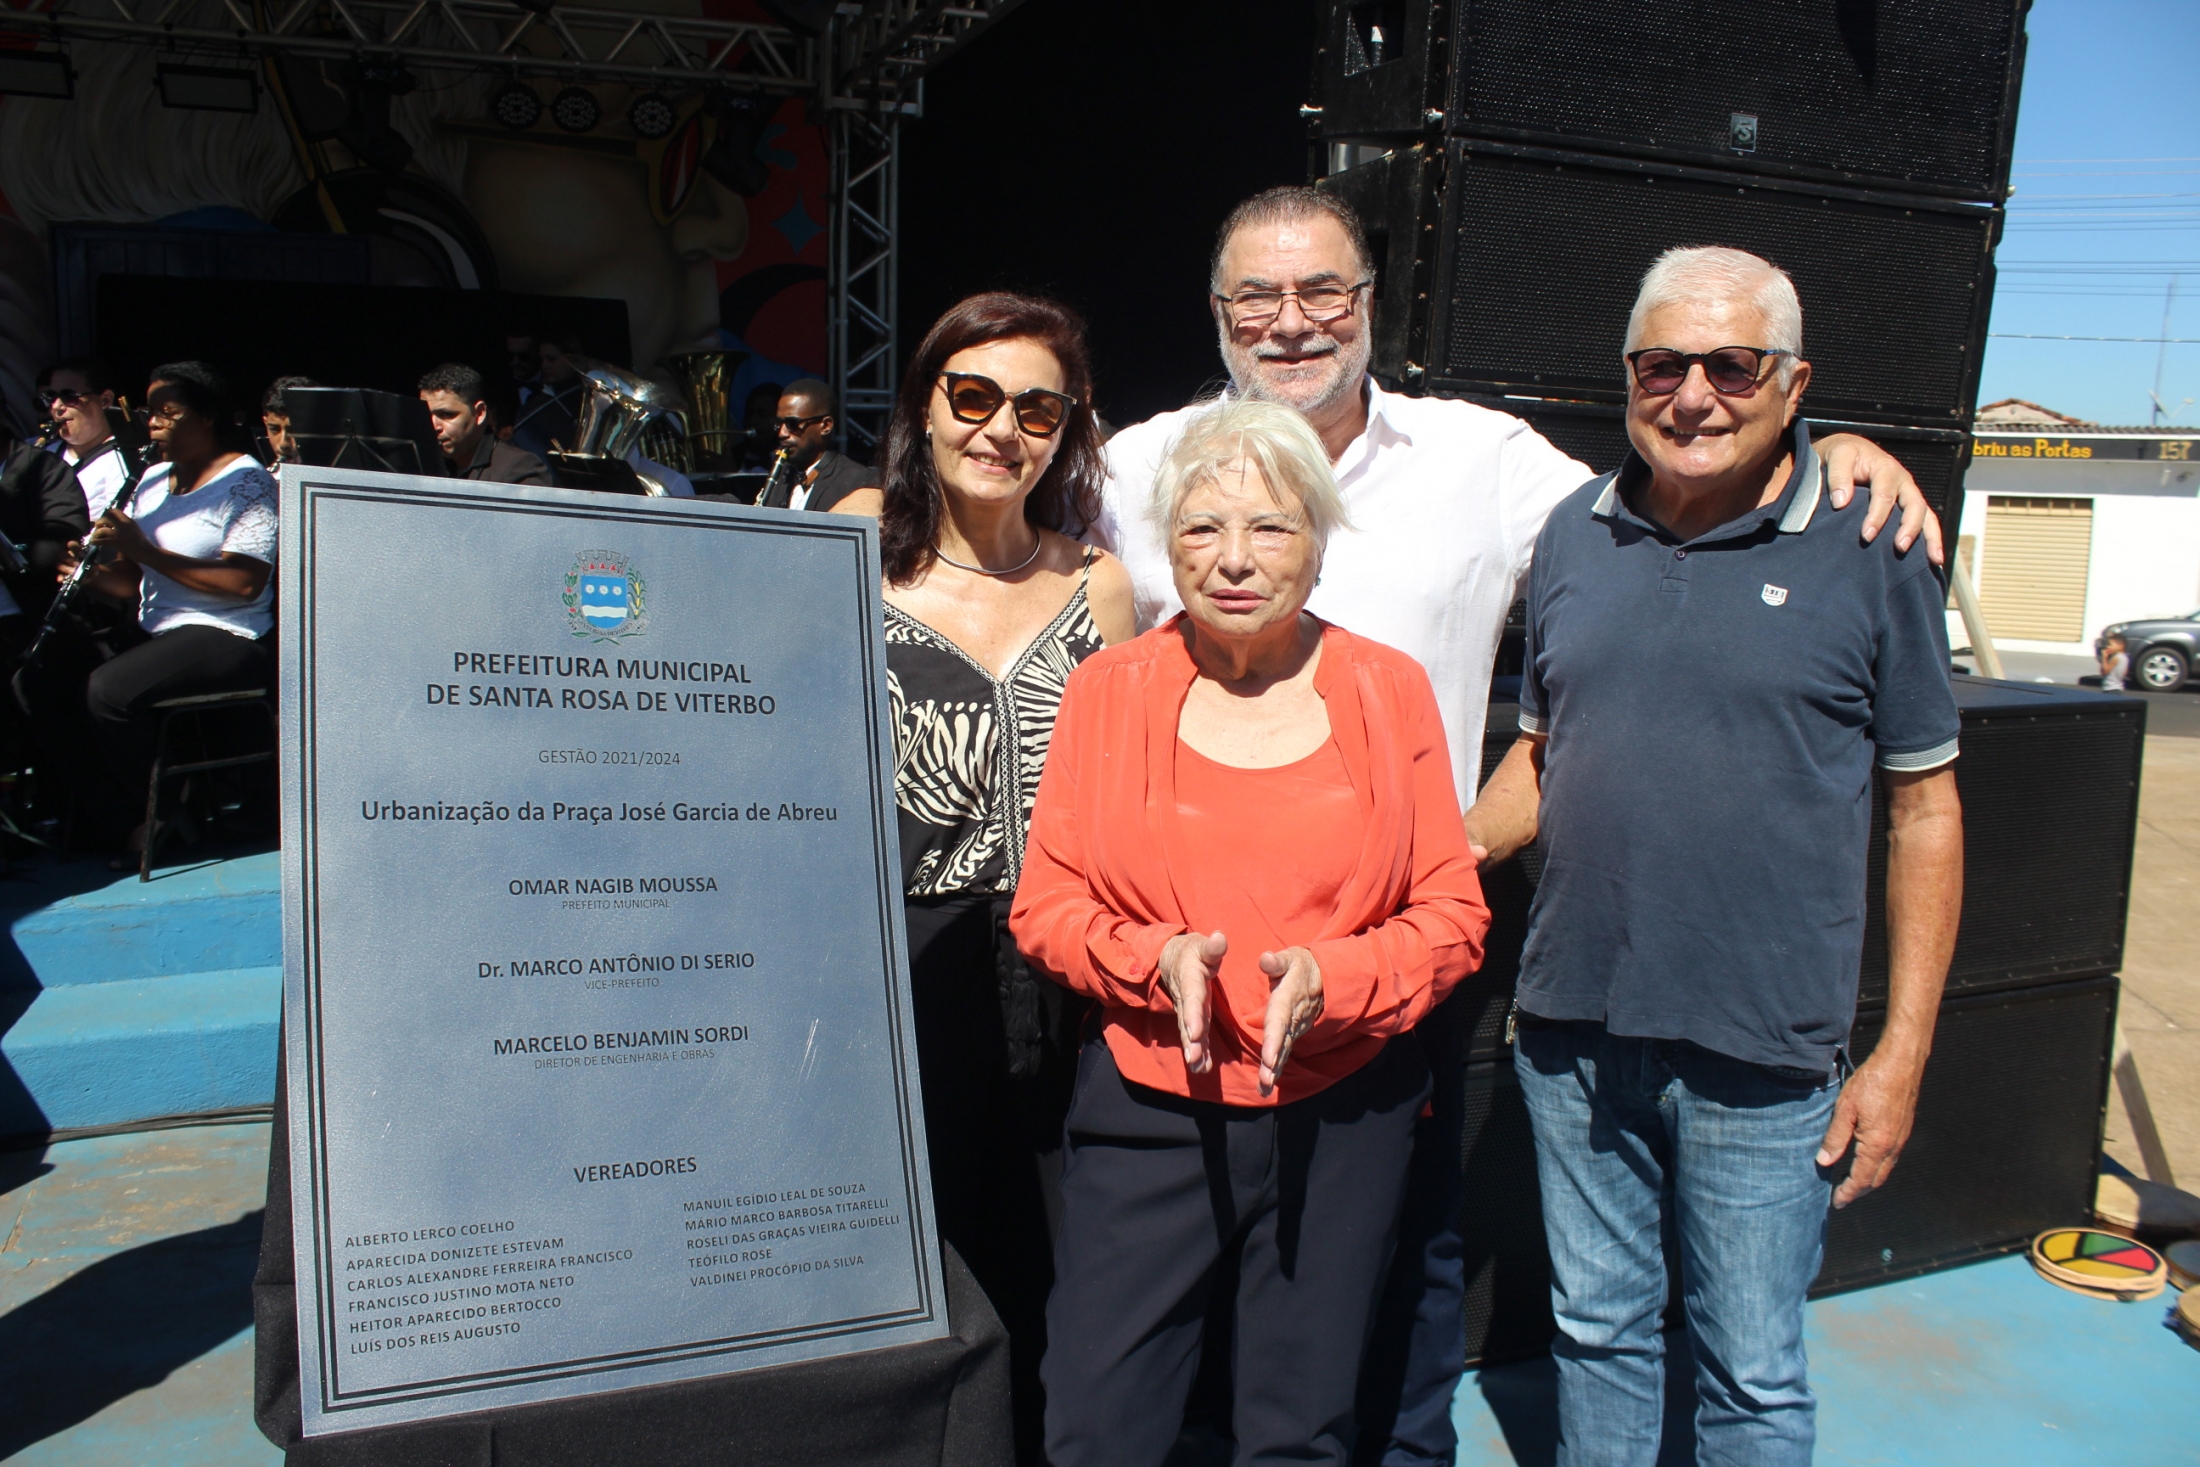 PREFEITURA MUNICIPAL
DE SANTA ROSA DE VITERBO
GESTÃO 2021/2024
Urbanização da Praça José Garcia de Abreu
OMAR NAGIB MOUSSA
PREFEITO MUNICIPAL
Dr. MARCO ANTÔNIO DI SERIO
VICE-PREFEITO
MARCELO BENJAMIN SORDI
DIRETOR DE ENGENHARIA E OBRAS
VEREADORES
ALBERTO LERCO COELHO
APARECIDA DONIZETE ESTEVAM
CARLOS ALEXANDRE FERREIRA FRANCISCO
FRANCISCO JUSTINO MOTA NETO
HEITOR APARECIDO BERTOCCO
LUÍS DOS REIS AUGUSTO
MANUIL EGÍDIO LEAL DE SOUZA
MÁRIO MARCO BARBOSA TITARELLI
ROSELI DAS GRAÇAS VIEIRA GUIDELLI
TEÓFILO ROSE
VALDINEI PROCÓPIO DA SILVA
briu as Portas 157